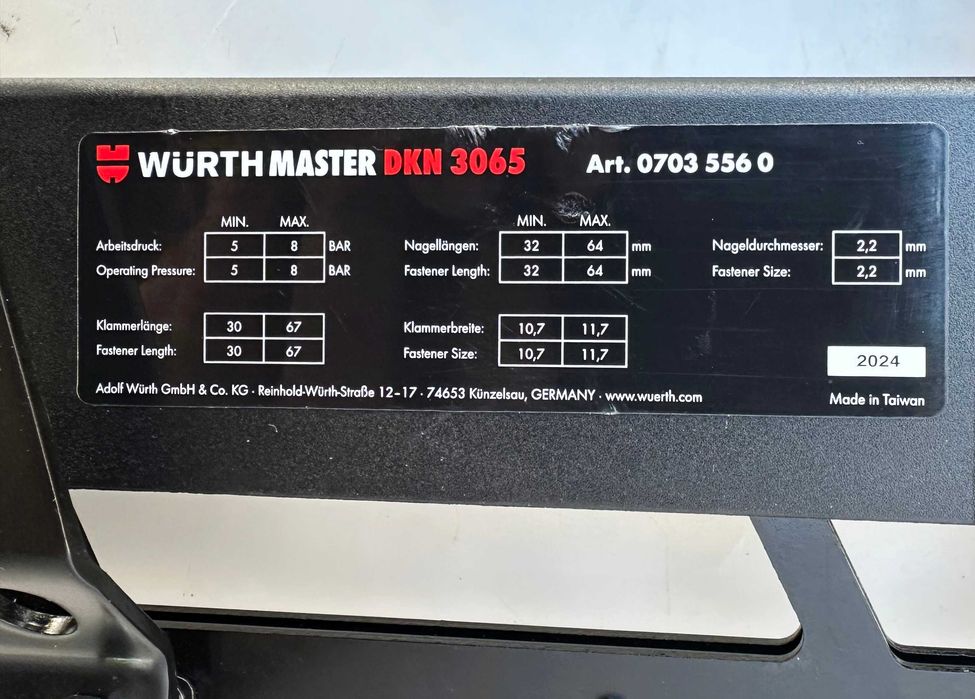 WÜRTH MASTER DKN 3065 Art. 0703 556 0
MIN. MAX. MIN. MAX.
Arbeitsdruck: 5 8 BAR Nagellängen: 32 64 mm Nageldurchmesser: 2,2 mm
Operating Pressure: 5 8 BAR Fastener Length: 32 64 mm Fastener Size: 2,2 mm
Klammerlänge: 30 67 Klammerbreite: 10,7 11,7
Fastener Length: 30 67 Fastener Size: 10,7 11,7
2024
Adolf Würth GmbH & Co. KG · Reinhold-Würth-Straße 12–17 · 74653 Künzelsau, GERMANY · www.wuerth.com Made in Taiwan